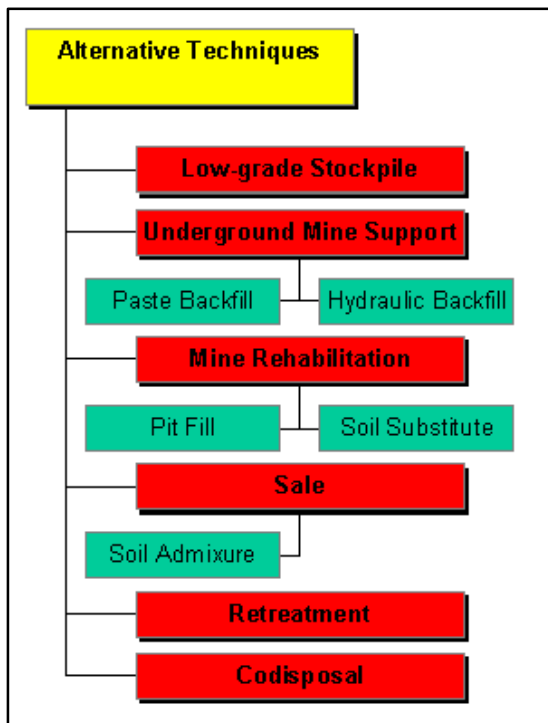 Alternative Techniques
Low-grade Stockpile
Underground Mine Support
Paste Backfill
Hydraulic Backfill
Mine Rehabilitation
Pit Fill
Soil Substitute
Sale
Soil Admixure
Retreatment
Codisposal